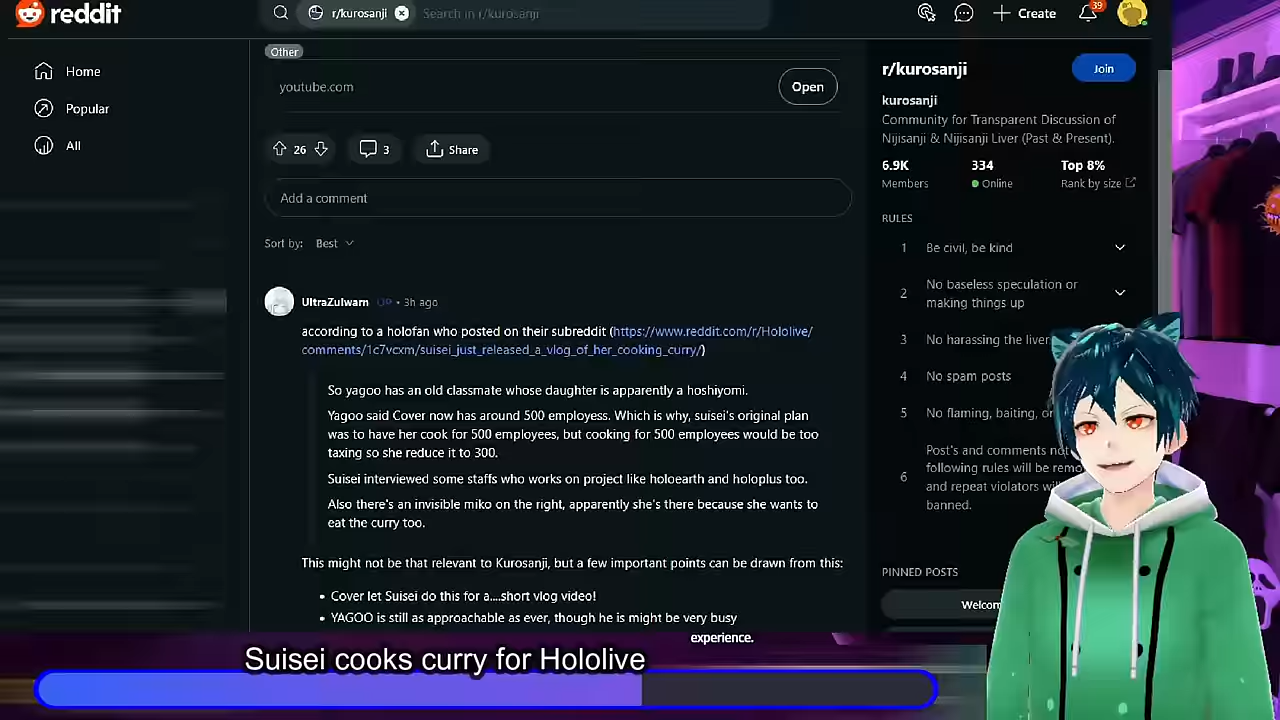 reddit
r/kurosanji
Search in r/kurosanji
Create
39
Home
Popular
All
Other
youtube.com
Open
26
3
Share
Add a comment
Sort by: Best
UltraZulwarn OP • 3h ago
according to a holofan who posted on their subreddit (https://www.reddit.com/r/Hololive/
comments/1c7vcxm/suisei_just_released_a_vlog_of_her_cooking_curry/)
So yagoo has an old classmate whose daughter is apparently a hoshiyomi.
Yagoo said Cover now has around 500 employess. Which is why, suisei's original plan
was to have her cook for 500 employees, but cooking for 500 employees would be too
taxing so she reduce it to 300.
Suisei interviewed some staffs who works on project like holoearth and holoplus too.
Also there's an invisible miko on the right, apparently she's there because she wants to
eat the curry too.
This might not be that relevant to Kurosanji, but a few important points can be drawn from this:
• Cover let Suisei do this for a....short vlog video!
• YAGOO is still as approachable as ever, though he is might be very busy
r/kurosanji
Join
kurosanji
Community for Transparent Discussion of
Nijisanji & Nijisanji Liver (Past & Present).
6.9K
334
Top 8%
Members
Online
Rank by size
RULES
1 Be civil, be kind
2 No baseless speculation or
making things up
3 No harassing the liver
4 No spam posts
5 No flaming, baiting, or
6 Post's and comments not
following rules will be remo
and repeat violators will
banned.
PINNED POSTS
Welcom
experience.
Suisei cooks curry for Hololive